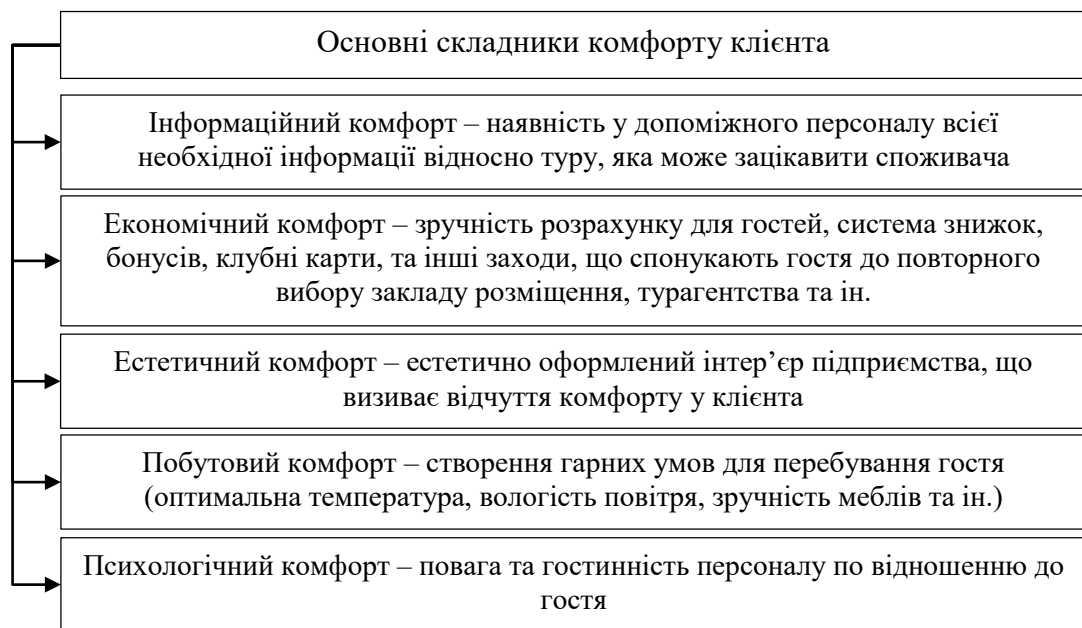 Основні складники комфорту клієнта
Інформаційний комфорт – наявність у допоміжного персоналу всієї
необхідної інформації відносно туру, яка може зацікавити споживача
Економічний комфорт – зручність розрахунку для гостей, система знижок,
бонусів, клубні карти, та інші заходи, що спонукають гостя до повторного
вибору закладу розміщення, турагентства та ін.
Естетичний комфорт – естетично оформлений інтер’єр підприємства, що
визиває відчуття комфорту у клієнта
Побутовий комфорт – створення гарних умов для перебування гостя
(оптимальна температура, вологість повітря, зручність меблів та ін.)
Психологічний комфорт – повага та гостинність персоналу по відношенню до
гостя